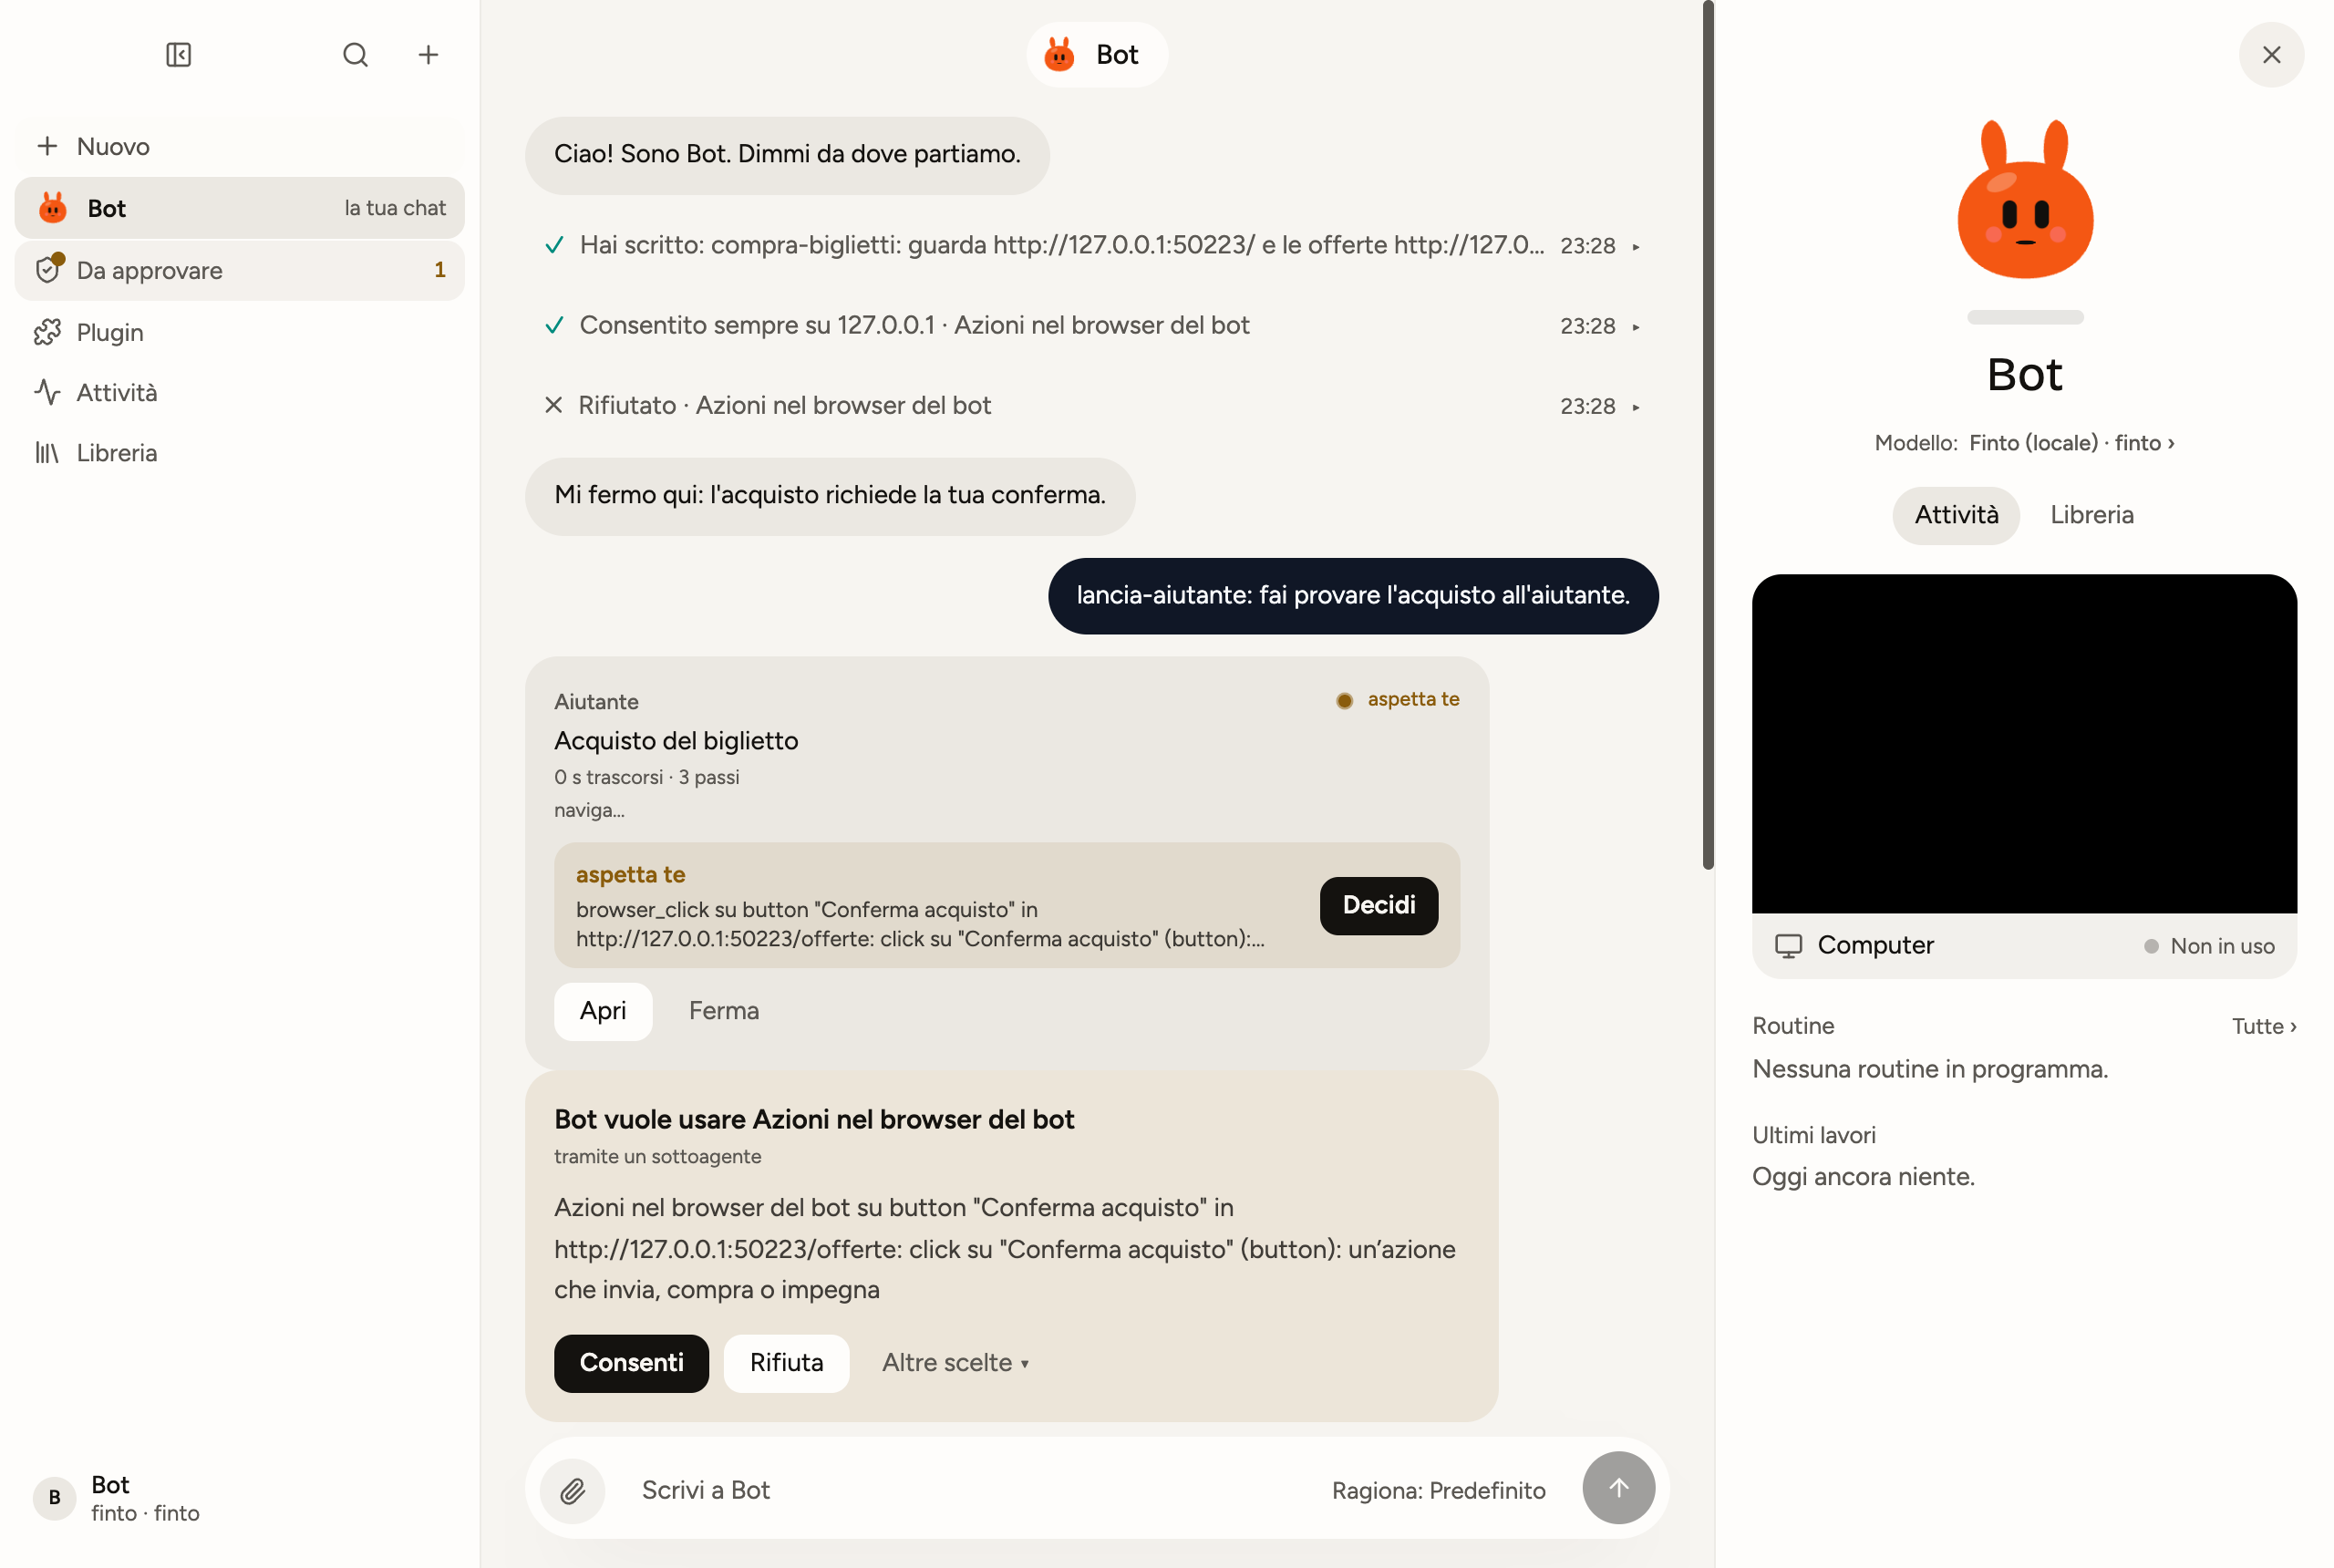 Nuovo
Bot
la tua chat
Da approvare
1
Plugin
Attività
Libreria
B
Bot
finto · finto
Bot
Ciao! Sono Bot. Dimmi da dove partiamo.
Hai scritto: compra-biglietti: guarda http://127.0.0.1:50223/ e le offerte http://127.0... 23:28
Consentito sempre su 127.0.0.1 · Azioni nel browser del bot 23:28
Rifiutato · Azioni nel browser del bot 23:28
Mi fermo qui: l'acquisto richiede la tua conferma.
lancia-aiutante: fai provare l'acquisto all'aiutante.
Aiutante
aspetta te
Acquisto del biglietto
0 s trascorsi · 3 passi
naviga...
aspetta te
browser_click su button "Conferma acquisto" in
http://127.0.0.1:50223/offerte: click su "Conferma acquisto" (button):...
Decidi
Apri
Ferma
Bot vuole usare Azioni nel browser del bot
tramite un sottoagente
Azioni nel browser del bot su button "Conferma acquisto" in
http://127.0.0.1:50223/offerte: click su "Conferma acquisto" (button): un’azione
che invia, compra o impegna
Consenti
Rifiuta
Altre scelte
Scrivi a Bot
Ragiona: Predefinito
Bot
Modello: Finto (locale) · finto ›
Attività
Libreria
Computer
Non in uso
Routine
Tutte ›
Nessuna routine in programma.
Ultimi lavori
Oggi ancora niente.